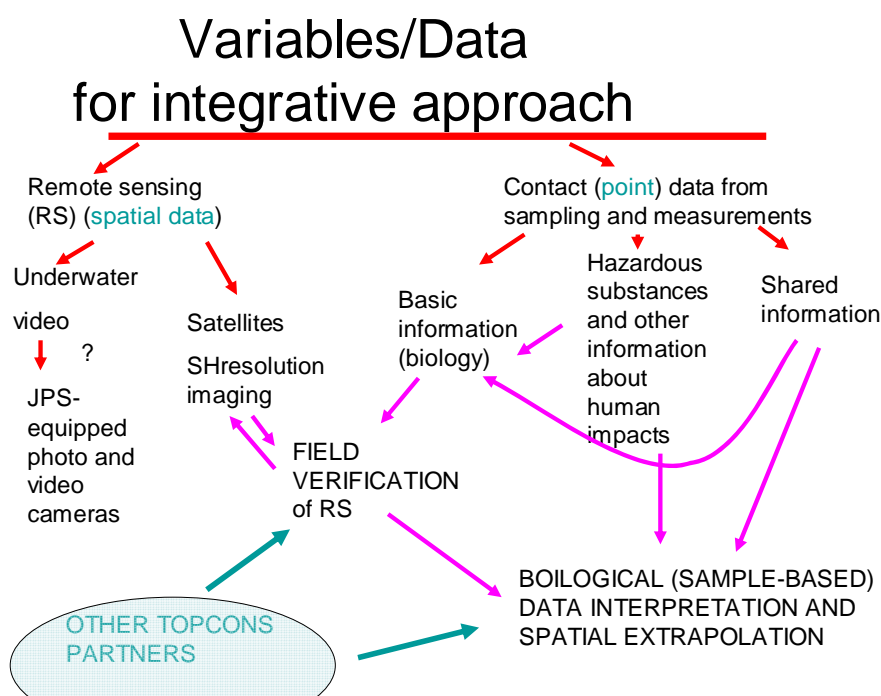 Variables/Data
for integrative approach
Remote sensing
(RS) (spatial data)
Contact (point) data from
sampling and measurements
Underwater
video
?
JPS-
equipped
photo and
video
cameras
Satellites
SHresolution
imaging
Basic
information
(biology)
Hazardous
substances
and other
information
about
human
impacts
Shared
information
FIELD
VERIFICATION
of RS
OTHER TOPCONS
PARTNERS
BOILOGICAL (SAMPLE-BASED)
DATA INTERPRETATION AND
SPATIAL EXTRAPOLATION